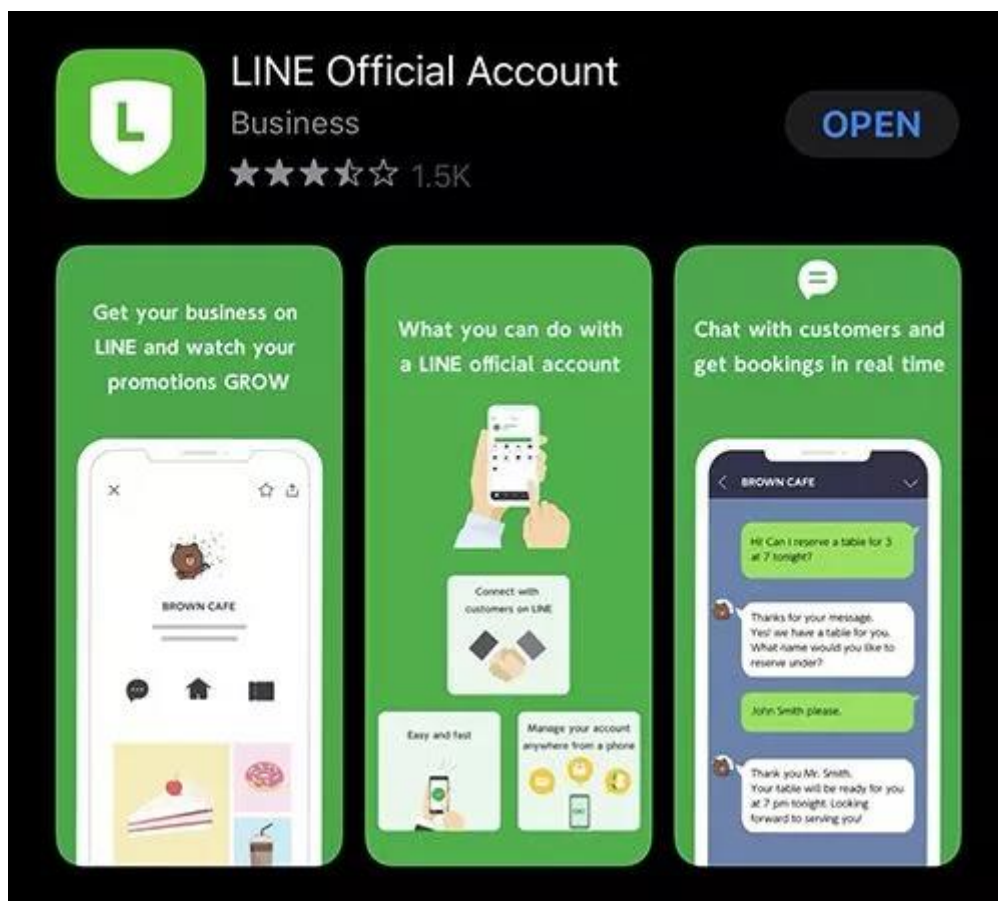 L
LINE Official Account
Business
1.5K
OPEN
Get your business on
LINE and watch your
promotions GROW
BROWN CAFE
What you can do with
a LINE official account
Connect with
customers on LINE
Easy and fast
Manage your account
anywhere from a phone
Chat with customers and
get bookings in real time
BROWN CAFE
Hi! Can I reserve a table for 3
at 7 tonight?
Thanks for your message.
Yes! we have a table for you.
What name would you like to
reserve under?
John Smith please.
Thank you Mr. Smith.
Your table will be ready for you
at 7 pm tonight. Looking
forward to serving you!